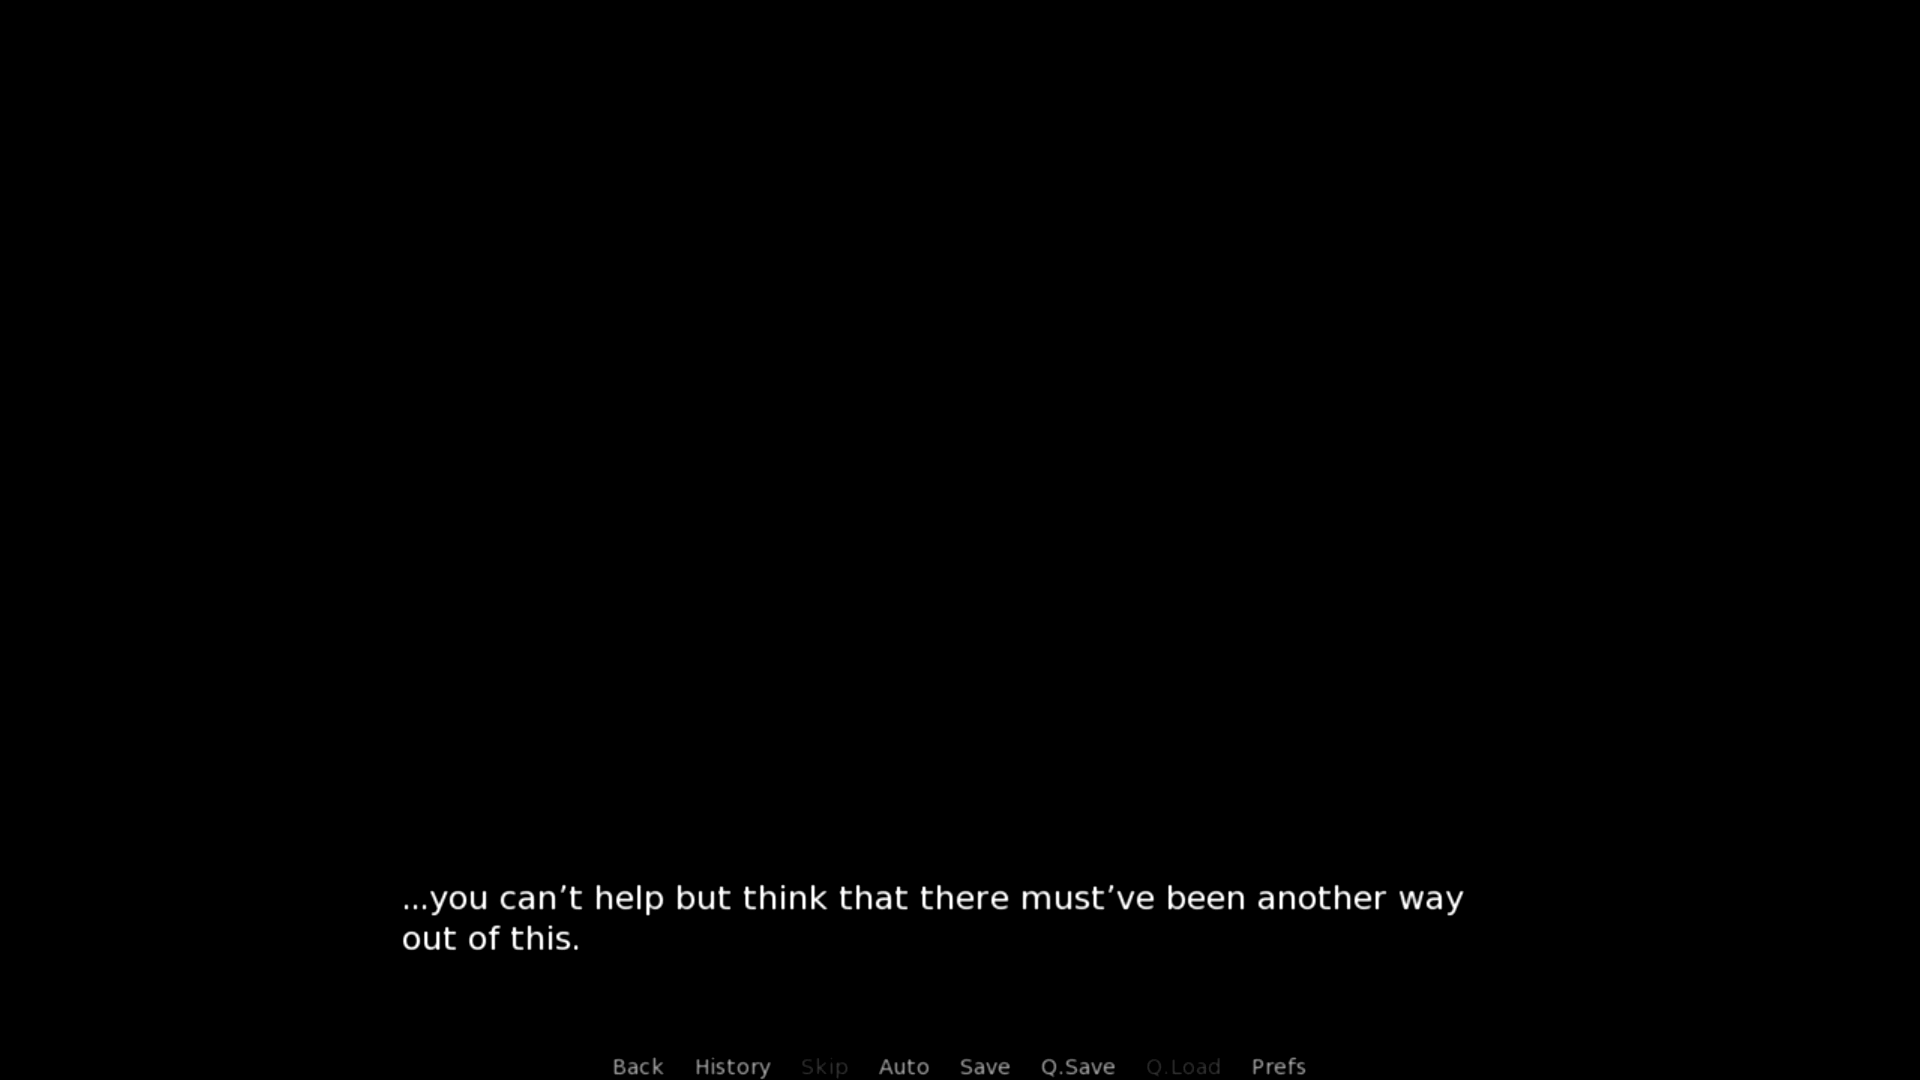 ...you can’t help but think that there must’ve been another way
out of this.
Back History Skip Auto Save Q.Save Q.Load Prefs